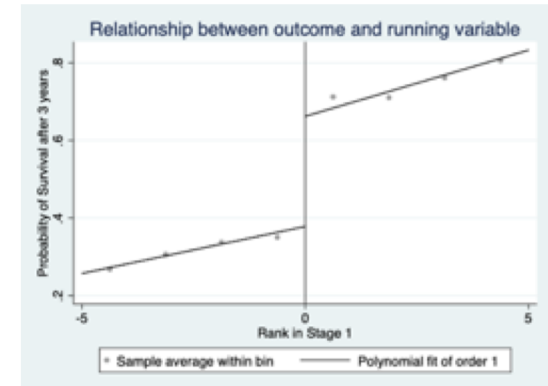 Relationship between outcome and running variable
Probability of Survival after 3 years
.8
.6
.4
.2
-5
0
5
Rank in Stage 1
Sample average within bin
Polynomial fit of order 1